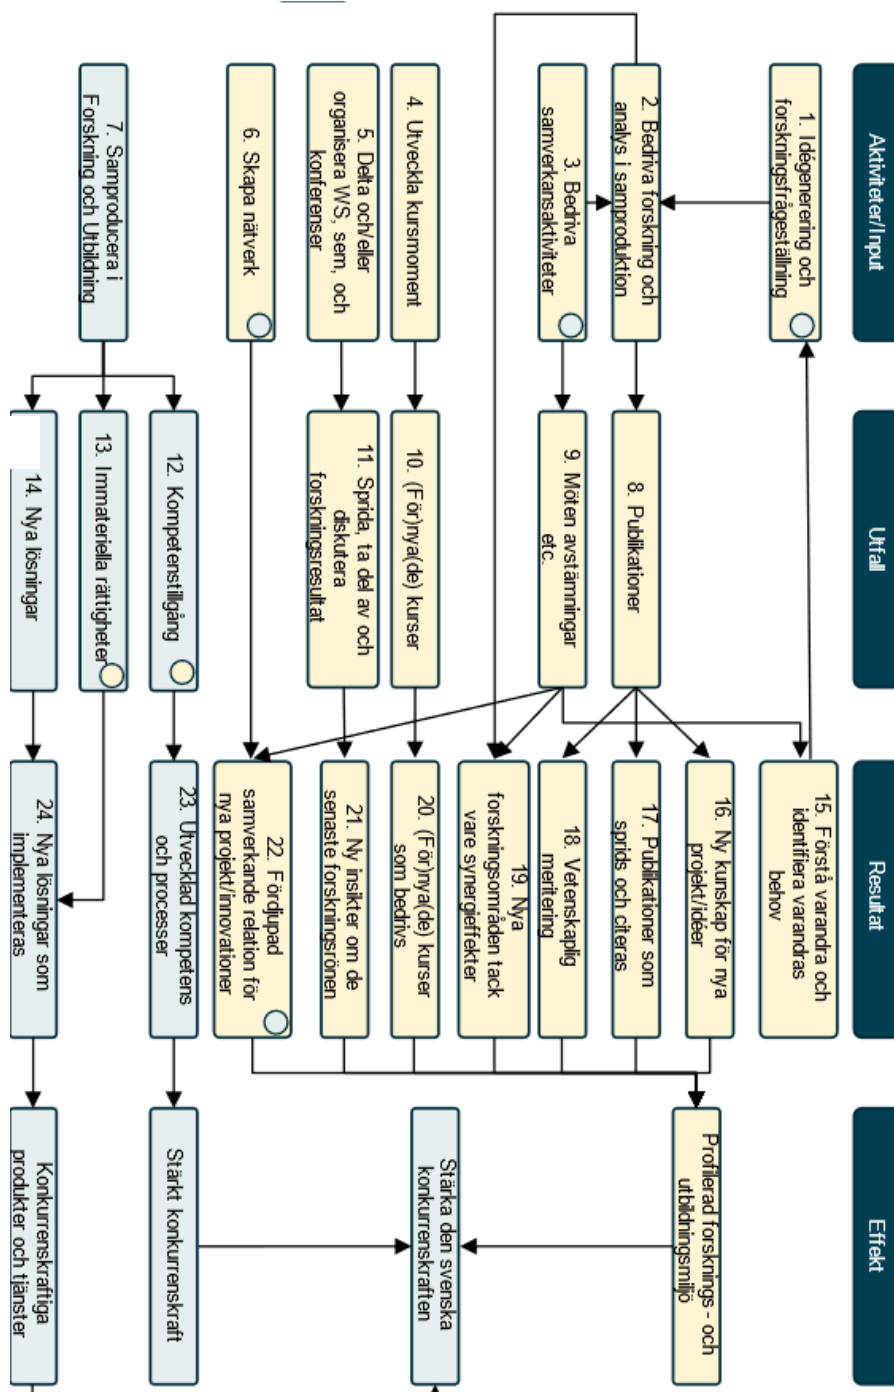 Aktiviteter/Input
Utfall
Resultat
Effekt
1. Idégenerering och
forskningsfrågeställning
2. Bedriva forskning och
analys i samproduktion
3. Bedriva
samverkansaktiviteter
4. Utveckla kursmoment
5. Delta och/eller
organisera WS, sem, och
konferenser
6. Skapa nätverk
7. Samproducera i
Forskning och Utbildning
8. Publikationer
9. Möten avstämningar
etc.
10. (För)nya(de) kurser
11. Sprida, ta del av och
diskutera
forskningsresultat
12. Kompetenstillgång
13. Immateriella rättigheter
14. Nya lösningar
15. Förstå varandra och
identifiera varandras
behov
16. Ny kunskap för nya
projekt/idéer
17. Publikationer som
sprids och citeras
18. Vetenskaplig
meritering
19. Nya
forskningsområden tack
vare synergieffekter
20. (För)nya(de) kurser
som bedrivs
21. Ny insikter om de
senaste forskningsrönen
22. Fördjupad
samverkande relation för
nya projekt/innovationer
23. Utvecklad kompetens
och processer
24. Nya lösningar som
implementeras
Profilerad forsknings - och
utbildningsmiljö
Stärka den svenska
konkurrenskraften
Stärkt konkurrenskraft
Konkurrenskraftiga
produkter och tjänster